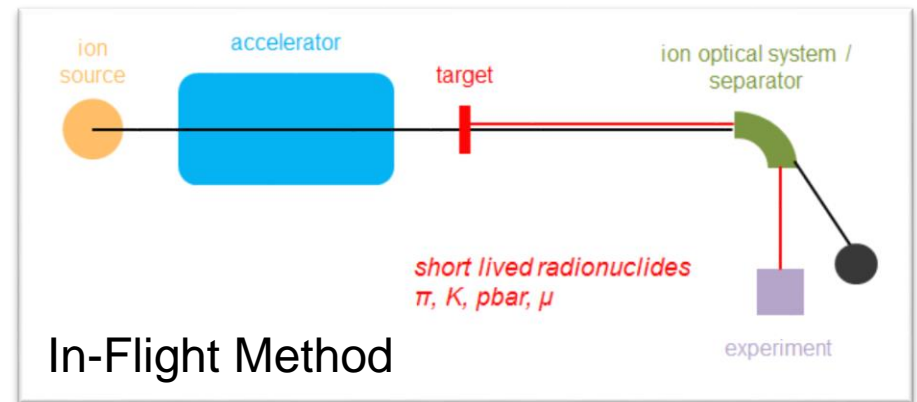 ion
source
accelerator
target
ion optical system /
separator
short lived radionuclides
π, K, pbar, μ
experiment
In-Flight Method